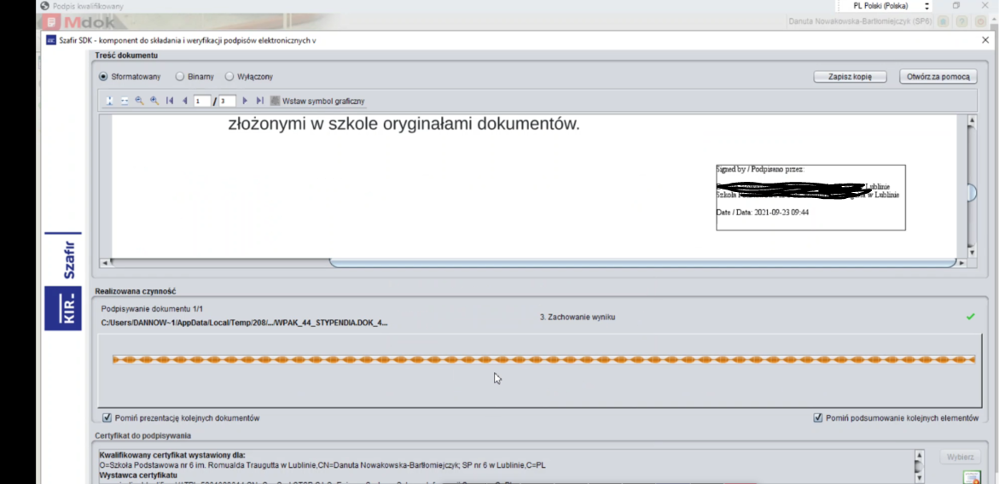 Podpis kwalifikowany
PL Polski (Polska)
Mdok
Danuta Nowakowska-Bartłomiejczyk (SP6)
Szafir SDK - komponent do składania i weryfikacji podpisów elektronicznych v
Treść dokumentu
Sformatowany Binarny Wyłączony
Zapisz kopię Otwórz za pomocą
1 / 3 Wstaw symbol graficzny
złożonymi w szkole oryginałami dokumentów.
Signed by / Podpisano przez:
Lublinie
Szkoła w Lublinie
Date / Data: 2021-09-23 09:44
Szafir
KIR
Realizowana czynność
Podpisywanie dokumentu 1/1
3. Zachowanie wyniku
C:/Users/DANNOW~1/AppData/Local/Temp/208/.../WPAK_44_STYPENDIA.DOK_4...
Pomiń prezentację kolejnych dokumentów
Pomiń podsumowanie kolejnych elementów
Certyfikat do podpisywania
Kwalifikowany certyfikat wystawiony dla:
O=Szkoła Podstawowa nr 6 im. Romualda Traugutta w Lublinie,CN=Danuta Nowakowska-Bartłomiejczyk; SP nr 6 w Lublinie,C=PL
Wybierz
Wystawca certyfikatu